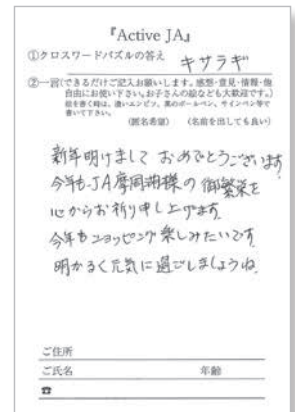 『Active JA』
①クロスワードパズルの答え
キサラギ
②一言(できるだけご記入お願いします。感想・意見・情報・他
自由にお使い下さい。お子さんの絵なども大歓迎です。)
絵を書く時は、濃いエンピツ、黒のボールペン、サインペン等で
書いて下さい。
(匿名希望) (名前を出しても良い)
新年明けまして おめでとうございます
今年も JA 様の 御繁栄を
心からお祈り申し上げます
今年もショッピング楽しみたいです
明かるく元気に過ごしましょうね
ご住所
ご氏名 年齢
☎